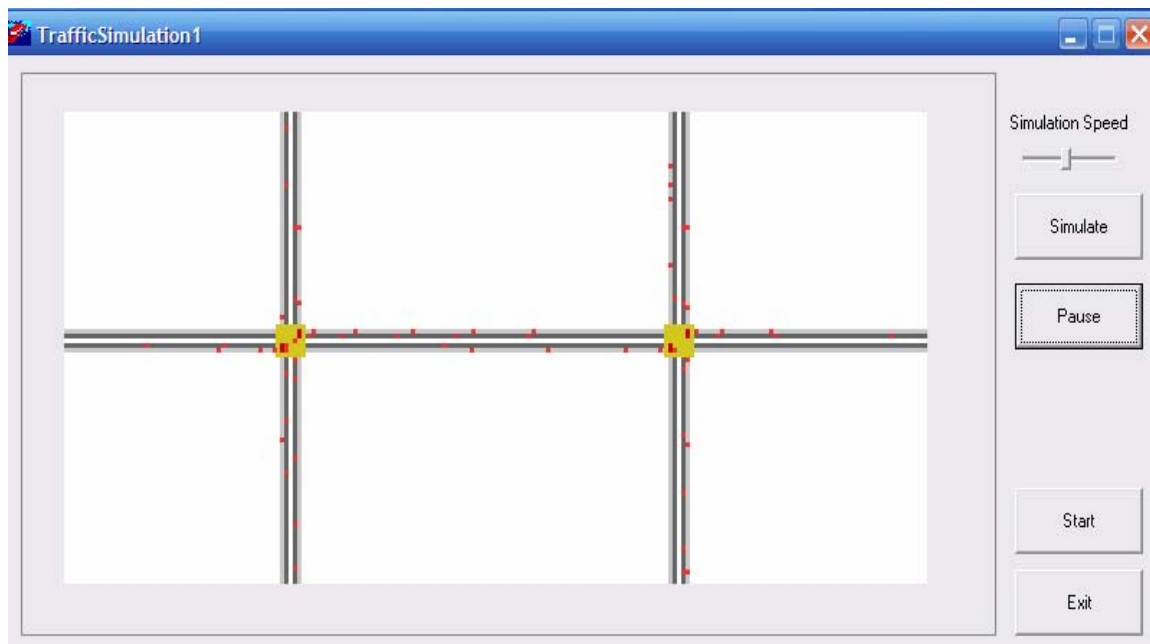 TrafficSimulation1
Simulation Speed
Simulate
Pause
Start
Exit